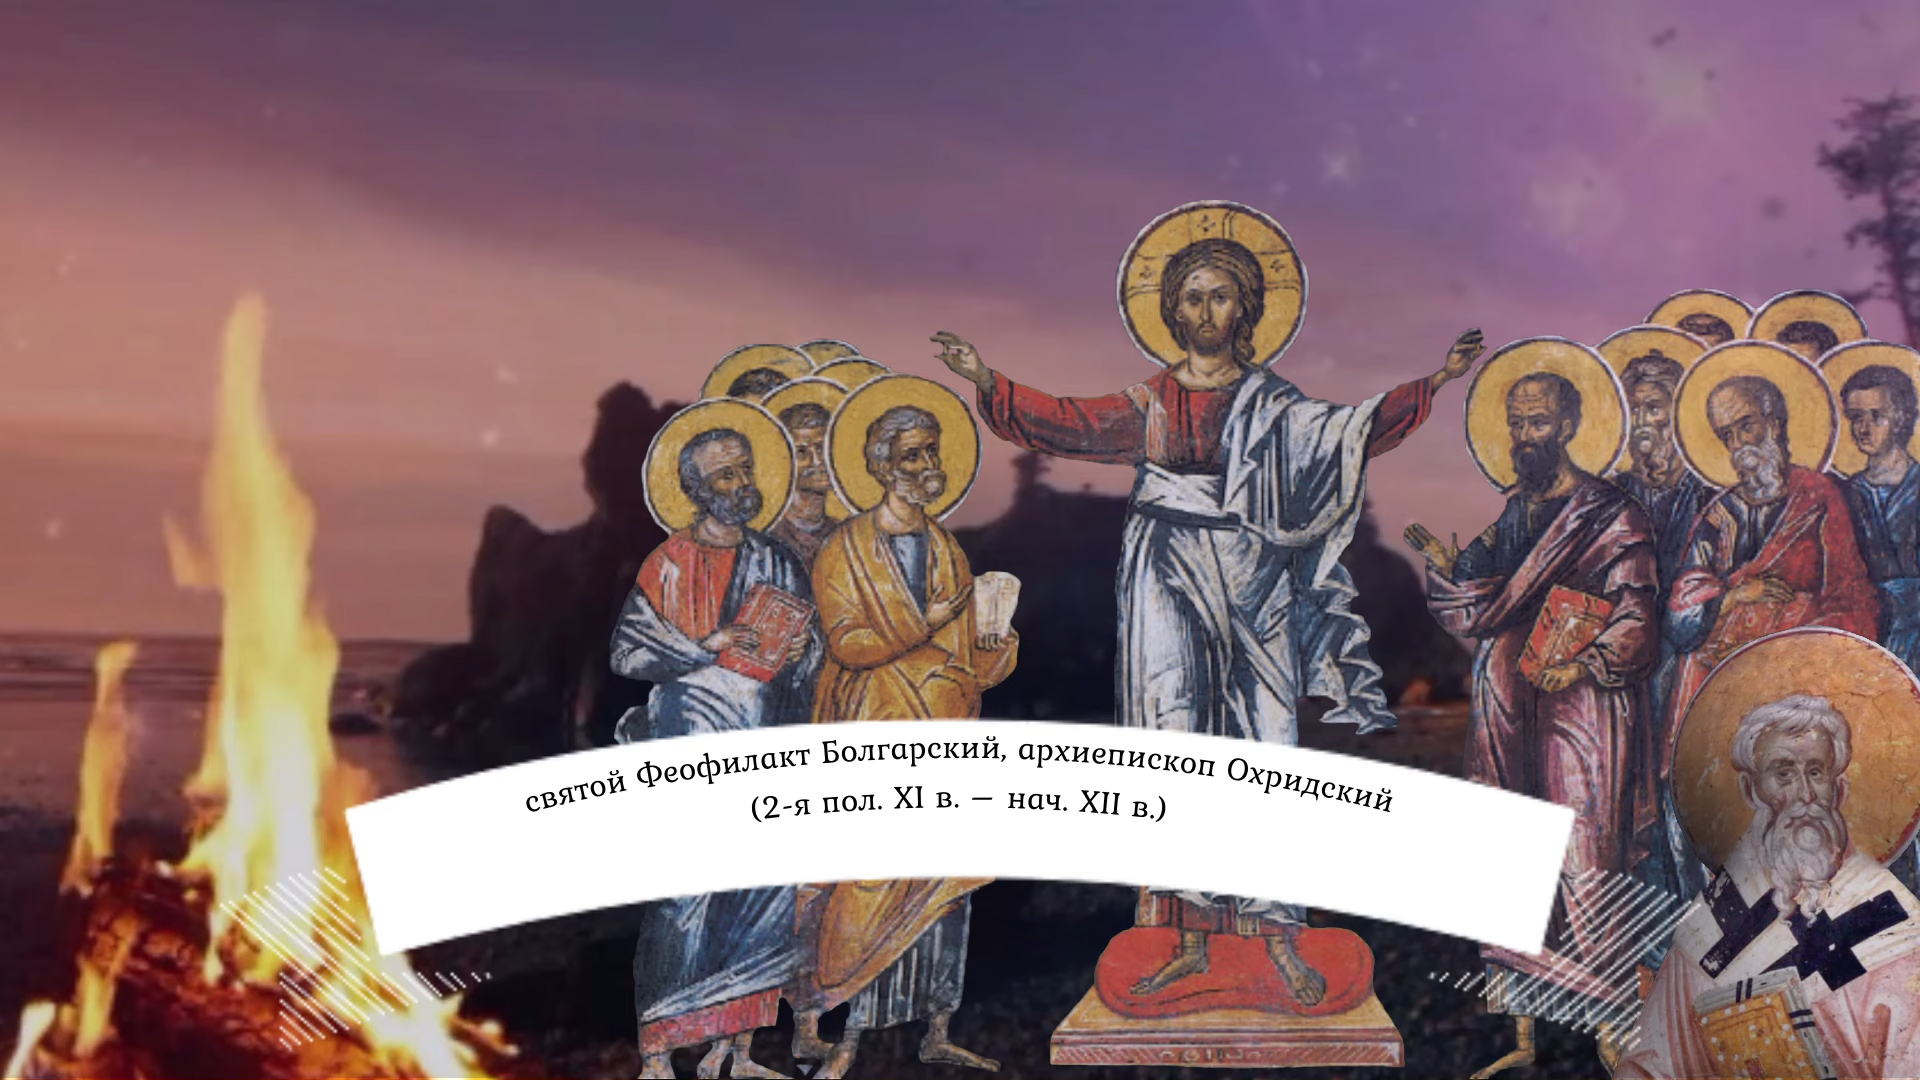 святой Феофилакт Болгарский, архиепископ Охридский
(2-я пол. XI в. – нач. XII в.)